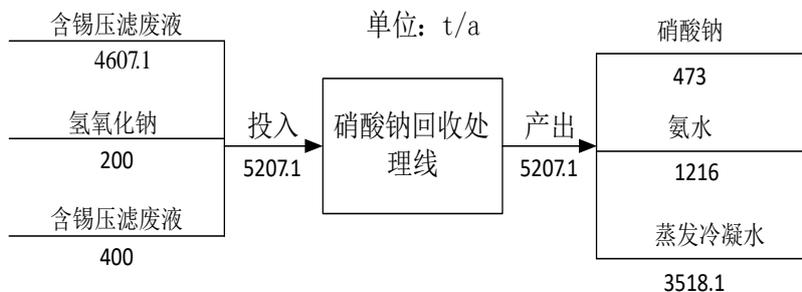 含锡压滤废液
4607.1
氢氧化钠
200
含锡压滤废液
400
单位：t/a
投入
5207.1
硝酸钠回收处
理线
产出
5207.1
硝酸钠
473
氨水
1216
蒸发冷凝水
3518.1